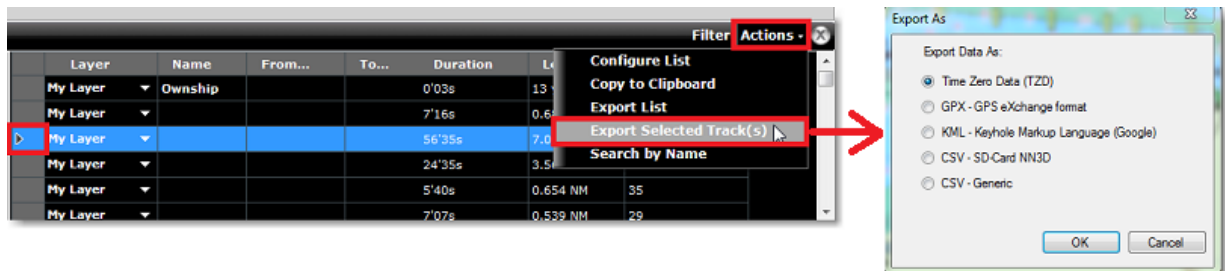 Filter Actions
Layer Name From... To... Duration
My Layer Ownship 0'03s 13
My Layer 7'16s 0.6
My Layer 56'35s 7.0
My Layer 24'35s
My Layer 5'40s 0.654 NM 35
My Layer 7'07s 0.539 NM 29
Configure List
Copy to Clipboard
Export List
Export Selected Track(s)
Search by Name
Export As
Export Data As:
Time Zero Data (TZD)
GPX - GPS eXchange format
KML - Keyhole Markup Language (Google)
CSV - SD-Card NN3D
CSV - Generic
OK Cancel